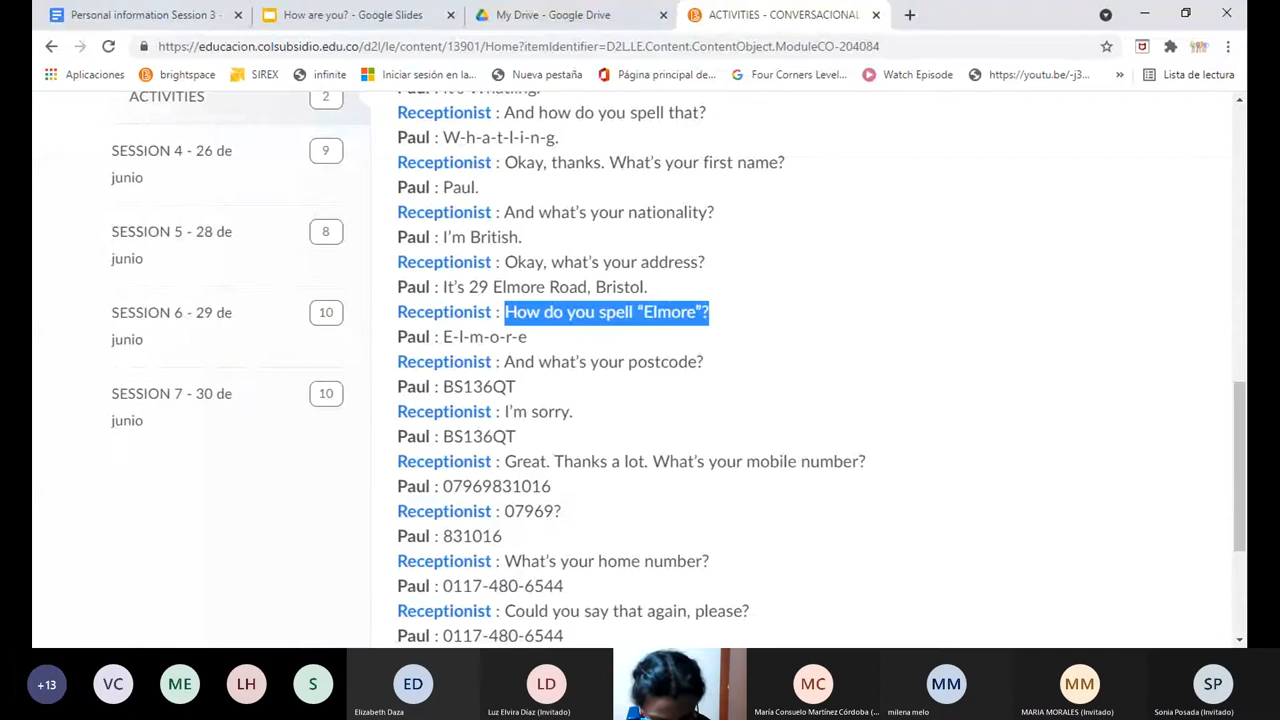 Personal information Session 3 -
How are you? - Google Slides
My Drive - Google Drive
ACTIVITIES - CONVERSACIONAL
https://educacion.colsubsidio.edu.co/d2l/le/content/13901/Home?itemIdentifier=D2L.LE.Content.ContentObject.ModuleCO-204084
Aplicaciones
brightspace
SIREX
infinite
Iniciar sesión en la...
Nueva pestaña
Página principal de...
Four Corners Level...
Watch Episode
https://youtu.be/-j3...
»
Lista de lectura
ACTIVITIES 2
SESSION 4 - 26 de 9
junio
SESSION 5 - 28 de 8
junio
SESSION 6 - 29 de 10
junio
SESSION 7 - 30 de 10
junio
Paul : It's Whatling.
Receptionist : And how do you spell that?
Paul : W-h-a-t-l-i-n-g.
Receptionist : Okay, thanks. What's your first name?
Paul : Paul.
Receptionist : And what's your nationality?
Paul : I'm British.
Receptionist : Okay, what's your address?
Paul : It's 29 Elmore Road, Bristol.
Receptionist : How do you spell “Elmore”?
Paul : E-l-m-o-r-e
Receptionist : And what's your postcode?
Paul : BS136QT
Receptionist : I'm sorry.
Paul : BS136QT
Receptionist : Great. Thanks a lot. What's your mobile number?
Paul : 07969831016
Receptionist : 07969?
Paul : 831016
Receptionist : What's your home number?
Paul : 0117-480-6544
Receptionist : Could you say that again, please?
Paul : 0117-480-6544
+13
VC
ME
LH
S
ED
Elizabeth Daza
LD
Luz Elvira Díaz (Invitado)
MC
María Consuelo Martínez Córdoba (...
MM
milena melo
MM
MARIA MORALES (Invitado)
SP
Sonia Posada (Invitado)